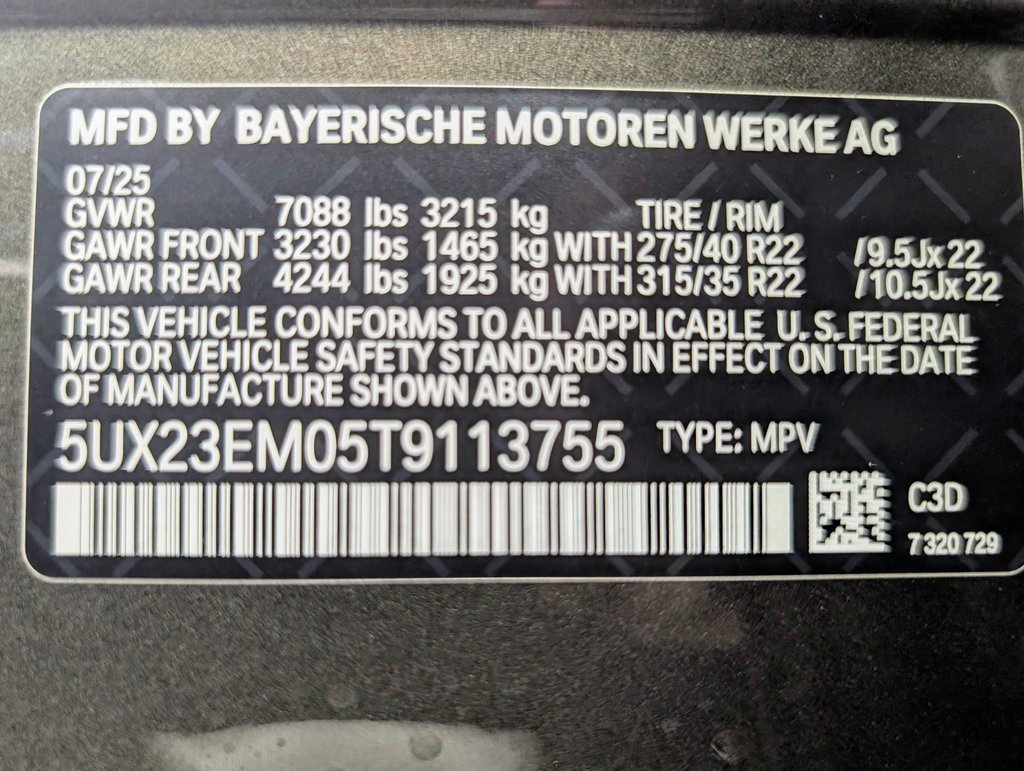 MFD BY BAYERISCHE MOTOREN WERKE AG
07/25
GVWR 7088 lbs 3215 kg TIRE / RIM
GAWR FRONT 3230 lbs 1465 kg WITH 275/40 R22 /9.5Jx22
GAWR REAR 4244 lbs 1925 kg WITH 315/35 R22 /10.5Jx22
THIS VEHICLE CONFORMS TO ALL APPLICABLE U.S. FEDERAL
MOTOR VEHICLE SAFETY STANDARDS IN EFFECT ON THE DATE
OF MANUFACTURE SHOWN ABOVE.
5UX23EM05T9113755 TYPE: MPV
C3D
7 320 729